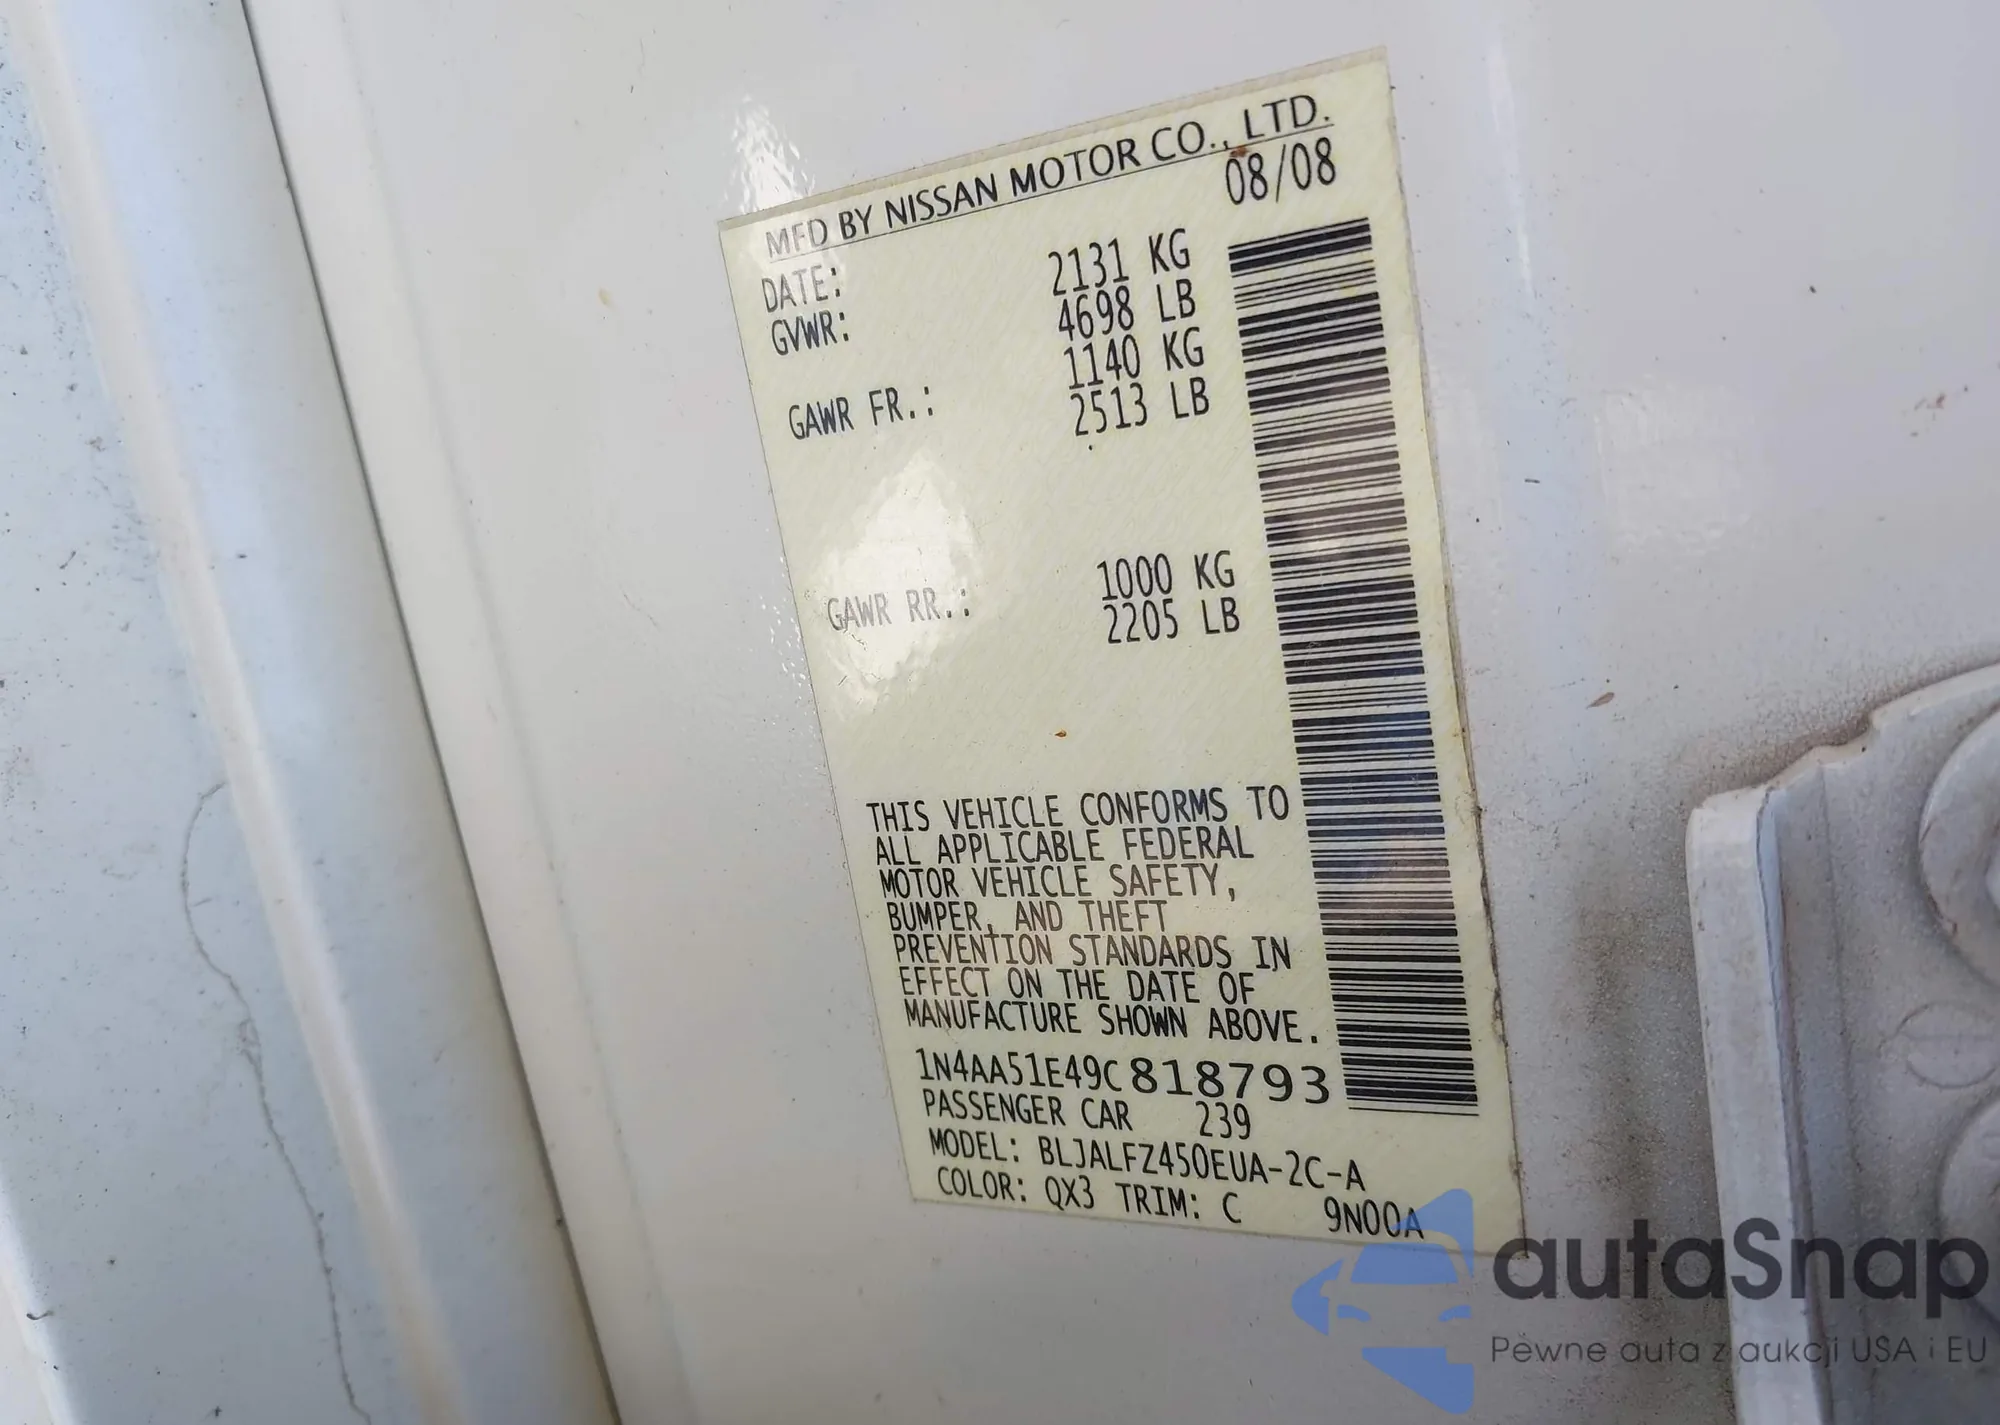 MFD BY NISSAN MOTOR CO., LTD.
DATE: 08/08
GVWR: 2131 KG
4698 LB
GAWR FR.: 1140 KG
2513 LB
GAWR RR.: 1000 KG
2205 LB
THIS VEHICLE CONFORMS TO
ALL APPLICABLE FEDERAL
MOTOR VEHICLE SAFETY,
BUMPER, AND THEFT
PREVENTION STANDARDS IN
EFFECT ON THE DATE OF
MANUFACTURE SHOWN ABOVE.
1N4AA51E49C818793
PASSENGER CAR 239
MODEL: BLJALFZ450EUA-2C-A
COLOR: QX3 TRIM: C 9N00A
autaSnap
Pewne auta z aukcji USA i EU